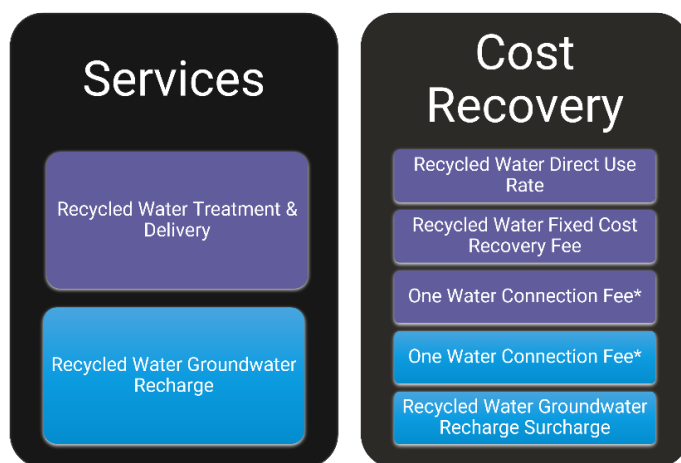 Services
Recycled Water Treatment &
Delivery
Recycled Water Groundwater
Recharge
Cost
Recovery
Recycled Water Direct Use
Rate
Recycled Water Fixed Cost
Recovery Fee
One Water Connection Fee*
One Water Connection Fee*
Recycled Water Groundwater
Recharge Surcharge